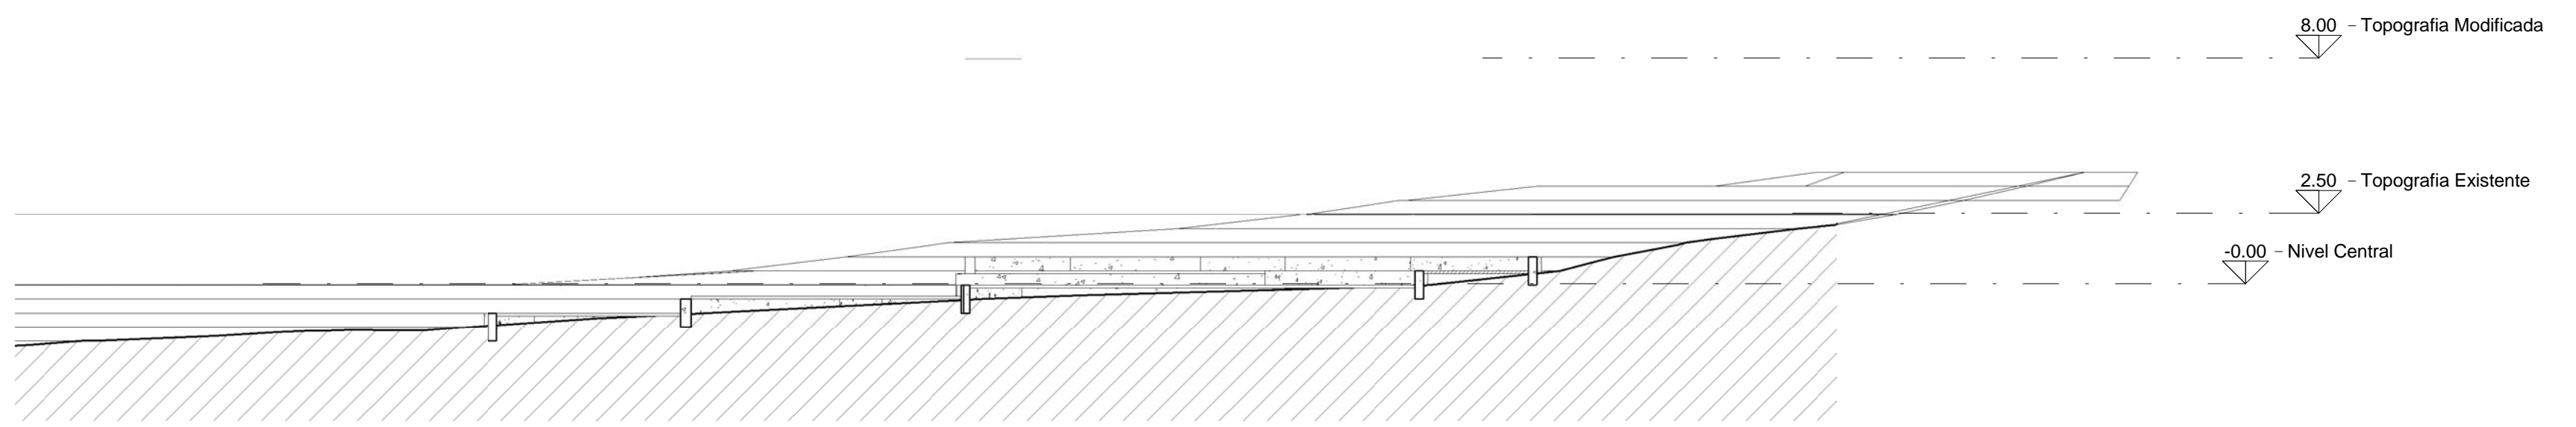 8.00 – Topografia Modificada
2.50 – Topografia Existente
-0.00 – Nivel Central